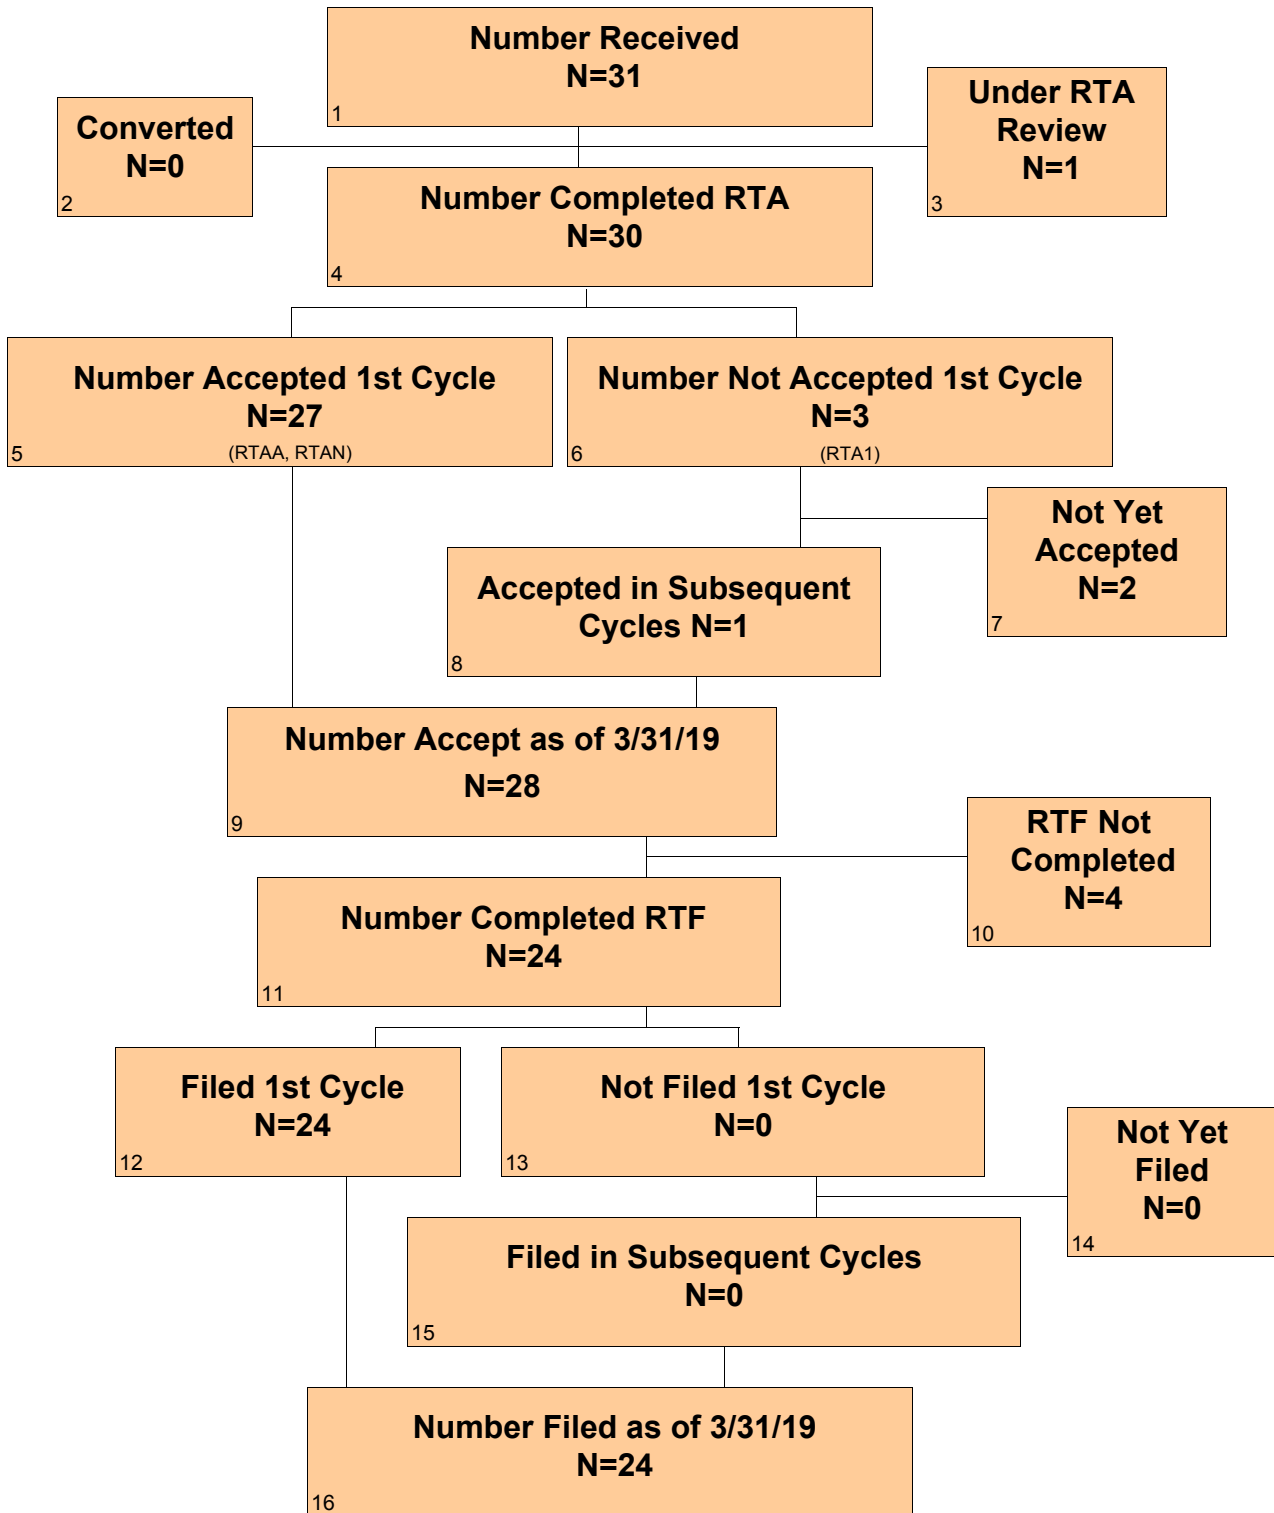 Number Received
N=31
1
Converted
N=0
2
Under RTA
Review
N=1
3
Number Completed RTA
N=30
4
Number Accepted 1st Cycle
N=27
(RTAA, RTAN)
5
Number Not Accepted 1st Cycle
N=3
(RTA1)
6
Not Yet
Accepted
N=2
7
Accepted in Subsequent
Cycles N=1
8
Number Accept as of 3/31/19
N=28
9
RTF Not
Completed
N=4
10
Number Completed RTF
N=24
11
Filed 1st Cycle
N=24
12
Not Filed 1st Cycle
N=0
13
Not Yet
Filed
N=0
14
Filed in Subsequent Cycles
N=0
15
Number Filed as of 3/31/19
N=24
16